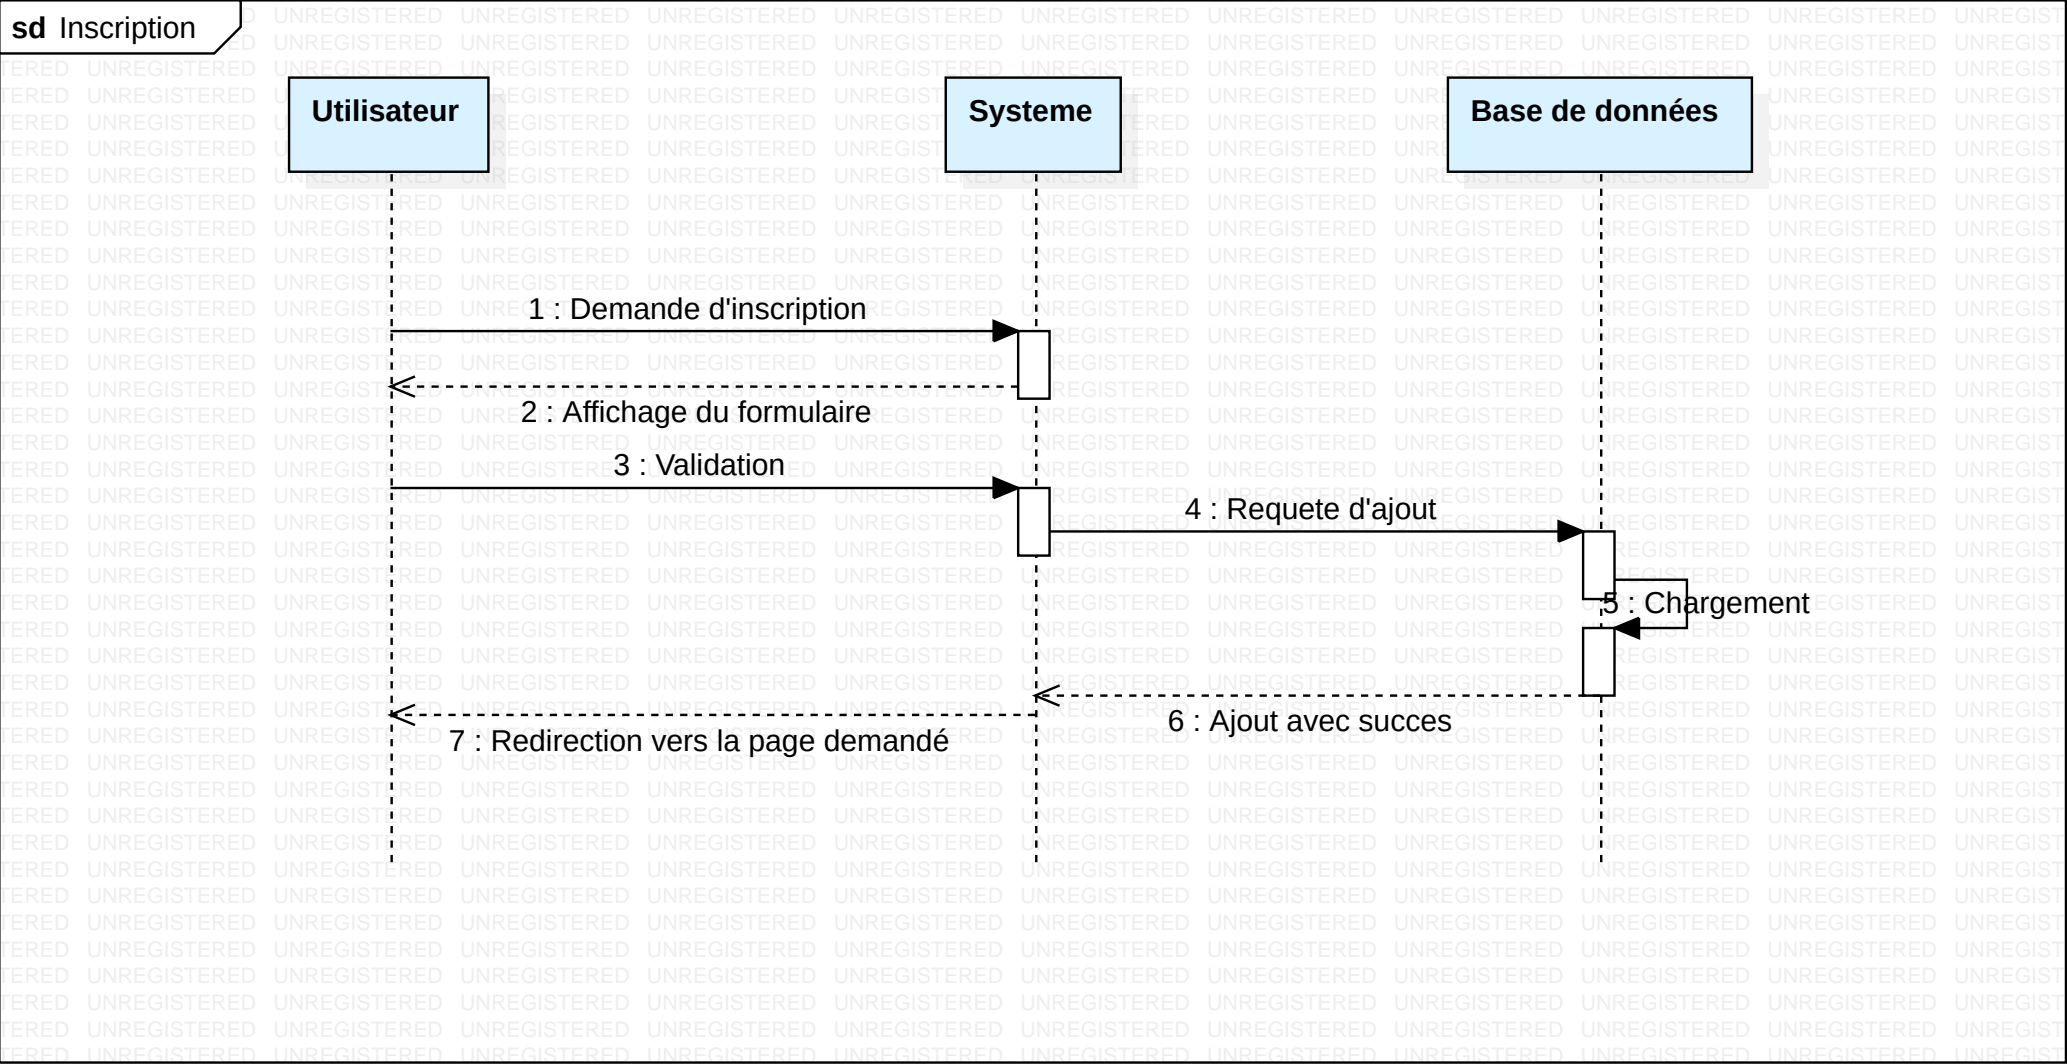 sd Inscription
Utilisateur
Systeme
Base de données
1 : Demande d'inscription
2 : Affichage du formulaire
3 : Validation
4 : Requete d'ajout
5 : Chargement
6 : Ajout avec succes
7 : Redirection vers la page demandé
UNREGISTERED